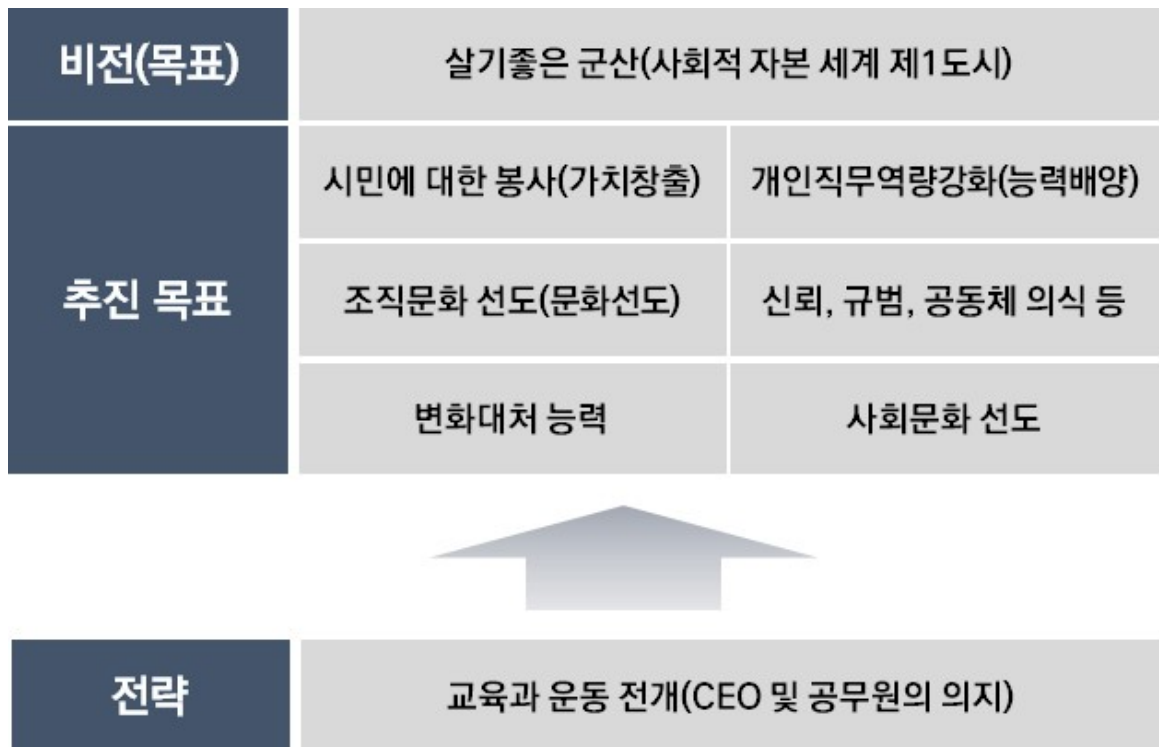 비전(목표)
살기좋은 군산(사회적 자본 세계 제1도시)
추진 목표
시민에 대한 봉사(가치창출)
개인직무역량강화(능력배양)
조직문화 선도(문화선도)
신뢰, 규범, 공동체 의식 등
변화대처 능력
사회문화 선도
전략
교육과 운동 전개(CEO 및 공무원의 의지)